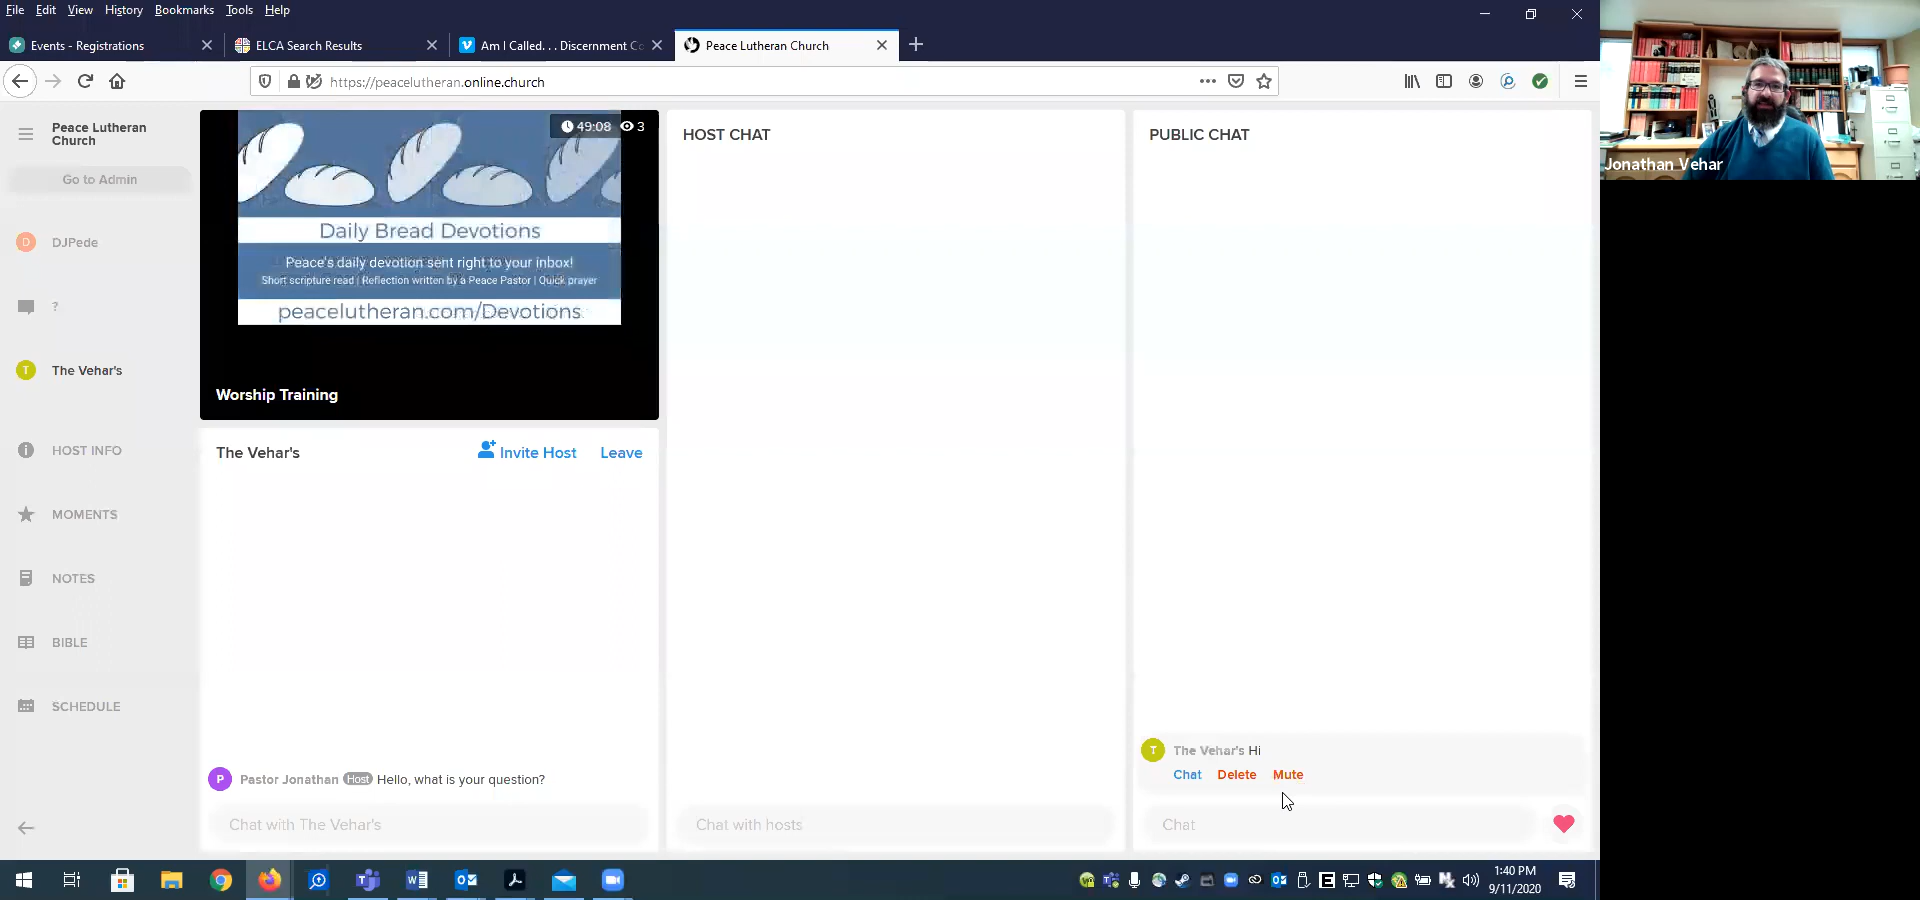 File Edit View History Bookmarks Tools Help
Events - Registrations
ELCA Search Results
Am I Called. . . Discernment Co
Peace Lutheran Church
https://peacelutheran.online.church
Peace Lutheran
Church
Go to Admin
D DJPede
?
T The Vehar's
HOST INFO
MOMENTS
NOTES
BIBLE
SCHEDULE
49:08 3
Daily Bread Devotions
Peace's daily devotion sent right to your inbox!
Short scripture read | Reflection written by a Peace Pastor | Quick prayer
peacelutheran.com/Devotions
Worship Training
The Vehar's Invite Host Leave
P Pastor Jonathan Host Hello, what is your question?
Chat with The Vehar's
HOST CHAT
Chat with hosts
PUBLIC CHAT
T The Vehar's Hi
Chat Delete Mute
Chat
Jonathan Vehar
1:40 PM
9/11/2020